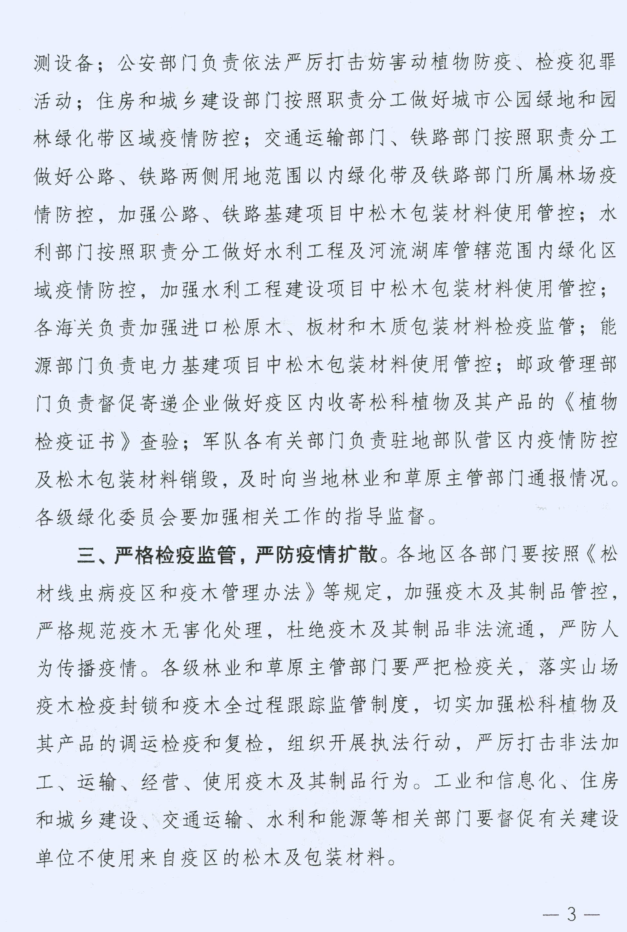 测设备；公安部门负责依法严厉打击妨害动植物防疫、检疫犯罪
活动；住房和城乡建设部门按照职责分工做好城市公园绿地和园
林绿化带区域疫情防控；交通运输部门、铁路部门按照职责分工
做好公路、铁路两侧用地范围以内绿化带及铁路部门所属林场疫
情防控，加强公路、铁路基建项目中松木包装材料使用管控；水
利部门按照职责分工做好水利工程及河流湖库管辖范围内绿化区
域疫情防控，加强水利工程建设项目中松木包装材料使用管控；
各海关负责加强进口松原木、板材和木质包装材料检疫监管；能
源部门负责电力基建项目中松木包装材料使用管控；邮政管理部
门负责督促寄递企业做好疫区内收寄松科植物及其产品的《植物
检疫证书》查验；军队各有关部门负责驻地部队营区内疫情防控
及松木包装材料销毁，及时向当地林业和草原主管部门通报情况。
各级绿化委员会要加强相关工作的指导监督。
三、严格检疫监管，严防疫情扩散。各地区各部门要按照《松
材线虫病疫区和疫木管理办法》等规定，加强疫木及其制品管控，
严格规范疫木无害化处理，杜绝疫木及其制品非法流通，严防人
为传播疫情。各级林业和草原主管部门要严把检疫关，落实山场
疫木检疫封锁和疫木全过程跟踪监管制度，切实加强松科植物及
其产品的调运检疫和复检，组织开展执法行动，严厉打击非法加
工、运输、经营、使用疫木及其制品行为。工业和信息化、住房
和城乡建设、交通运输、水利和能源等相关部门要督促有关建设
单位不使用来自疫区的松木及包装材料。
— 3 —